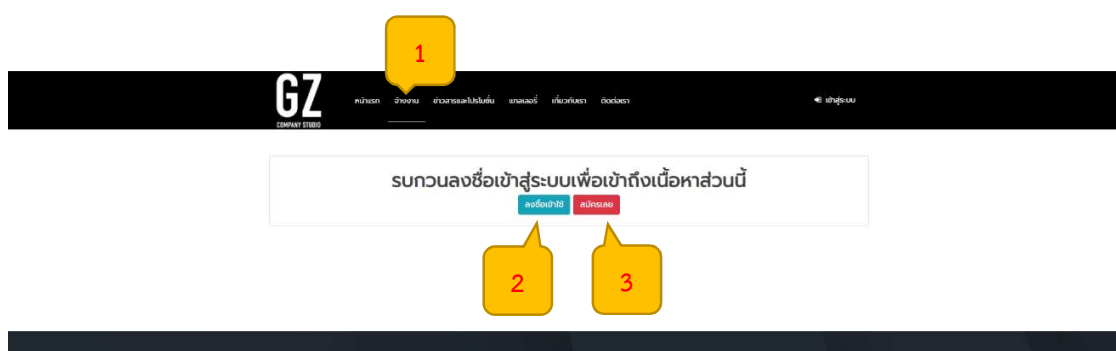 1
GZ
COMPANY STUDIO
หน้าแรก จ้างงาน ข่าวสารและโปรโมชั่น แกลเลอรี่ เกี่ยวกับเรา ติดต่อเรา เข้าสู่ระบบ
รบกวนลงชื่อเข้าสู่ระบบเพื่อเข้าถึงเนื้อหาส่วนนี้
ลงชื่อเข้าใช้ สมัครเลย
2 3